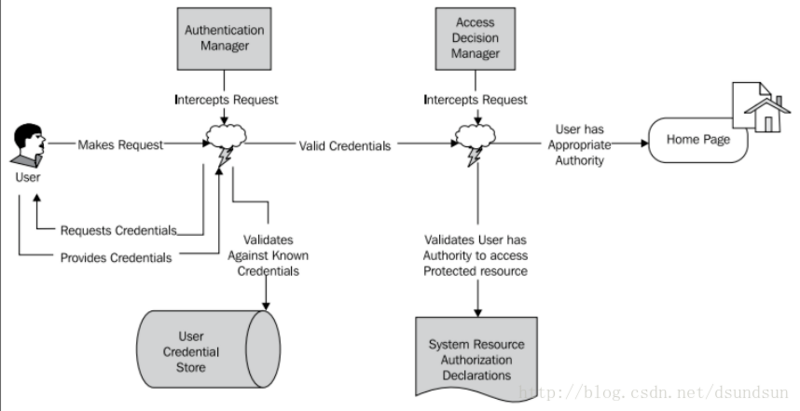 Authentication
Manager
Access
Decision
Manager
Intercepts Request
Intercepts Request
User
Makes Request
Valid Credentials
User has
Appropriate
Authority
Home Page
Requests Credentials
Provides Credentials
Validates
Against Known
Credentials
Validates User has
Authority to access
Protected resource
User
Credential
Store
System Resource
Authorization
Declarations
http://blog.csdn.net/dsundsun